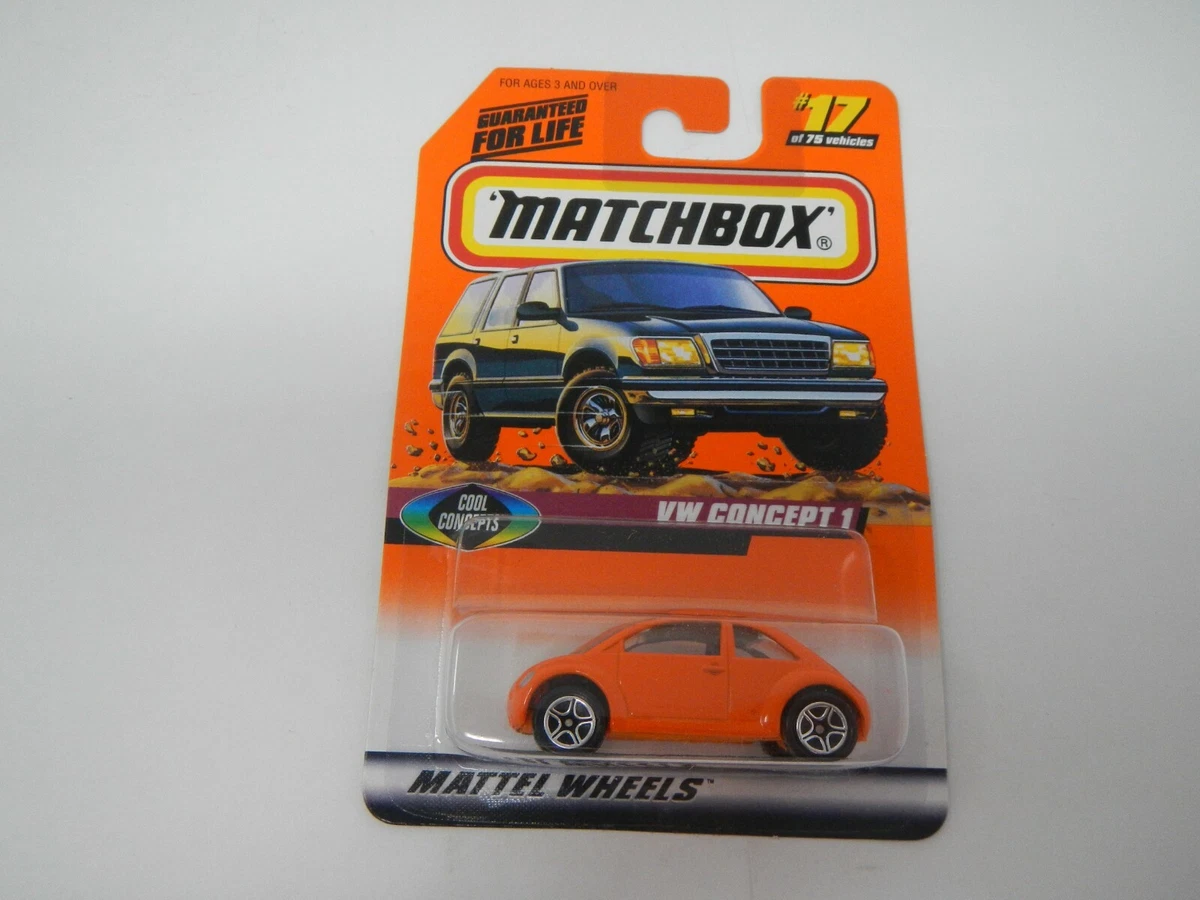 FOR AGES 3 AND OVER
GUARANTEED
FOR LIFE
#17
of 75 vehicles
'MATCHBOX'®
COOL
CONCEPTS
VW CONCEPT 1
MATTEL WHEELS™